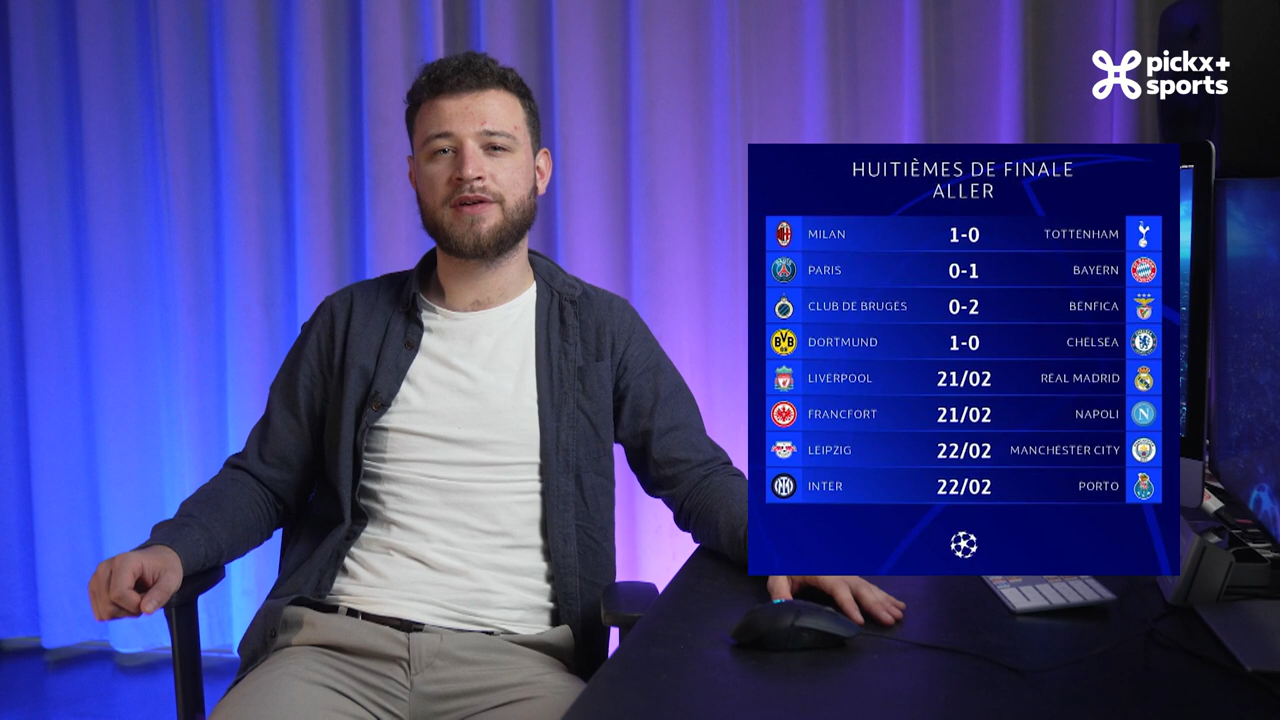 pickx+
sports
HUITIÈMES DE FINALE
ALLER
MILAN 1-0 TOTTENHAM
PARIS 0-1 BAYERN
CLUB DE BRUGES 0-2 BENFICA
BVB 09 DORTMUND 1-0 CHELSEA
LIVERPOOL 21/02 REAL MADRID
FRANCFORT 21/02 NAPOLI N
LEIPZIG 22/02 MANCHESTER CITY
INTER 22/02 PORTO